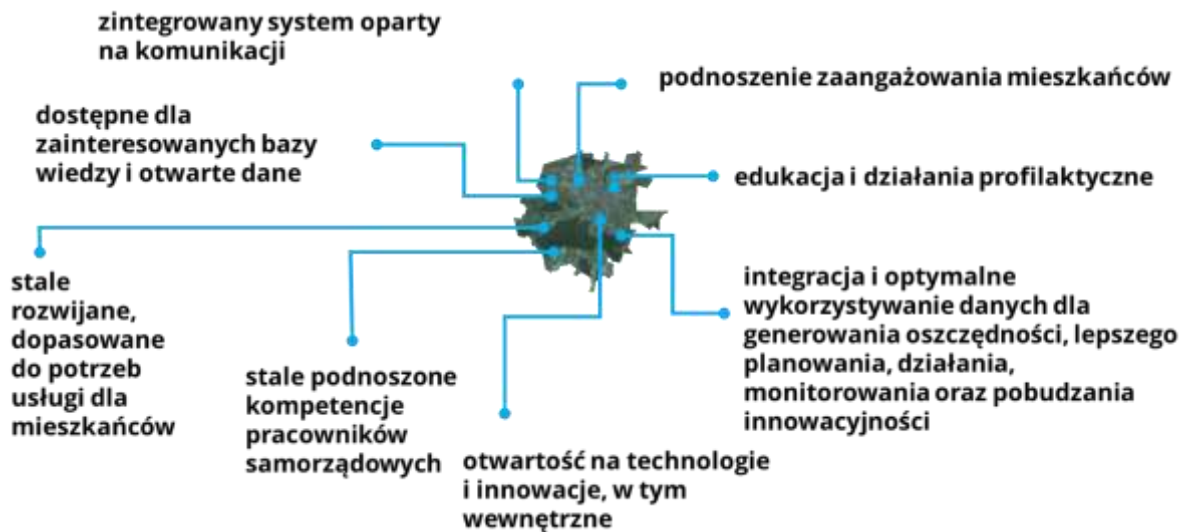 zintegrowany system oparty
na komunikacji
podnoszenie zaangażowania mieszkańców
dostępne dla
zainteresowanych bazy
wiedzy i otwarte dane
edukacja i działania profilaktyczne
stale
rozwijane,
dopasowane
do potrzeb
usługi dla
mieszkańców
stale podnoszone
kompetencje
pracowników
samorządowych
otwartość na technologie
i innowacje, w tym
wewnętrzne
integracja i optymalne
wykorzystywanie danych dla
generowania oszczędności, lepszego
planowania, działania,
monitorowania oraz pobudzania
innowacyjności